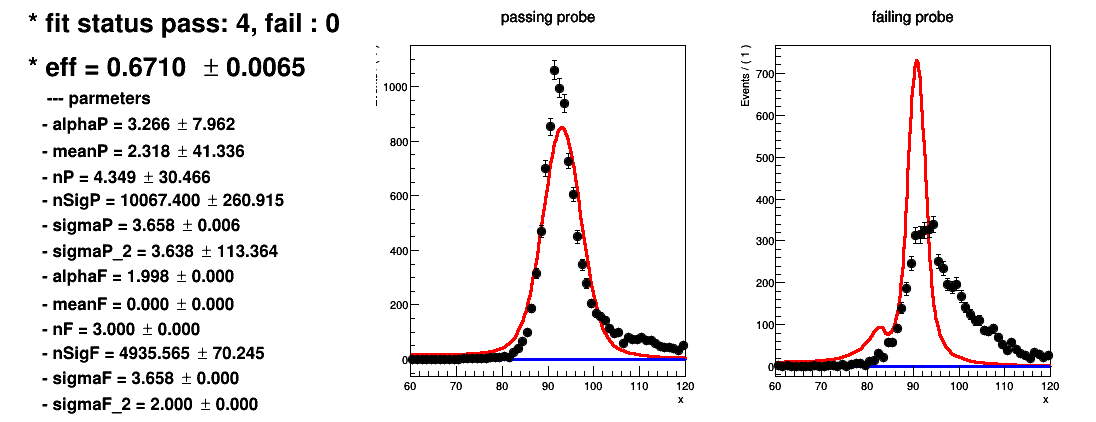 * fit status pass: 4, fail : 0
* eff = 0.6710 ± 0.0065
--- parmeters
- alphaP = 3.266 ± 7.962
- meanP = 2.318 ± 41.336
- nP = 4.349 ± 30.466
- nSigP = 10067.400 ± 260.915
- sigmaP = 3.658 ± 0.006
- sigmaP_2 = 3.638 ± 113.364
- alphaF = 1.998 ± 0.000
- meanF = 0.000 ± 0.000
- nF = 3.000 ± 0.000
- nSigF = 4935.565 ± 70.245
- sigmaF = 3.658 ± 0.000
- sigmaF_2 = 2.000 ± 0.000
passing probe
1000
800
600
400
200
0
60 70 80 90 100 110 120
x
failing probe
Events / ( 1 )
700
600
500
400
300
200
100
0
60 70 80 90 100 110 120
x